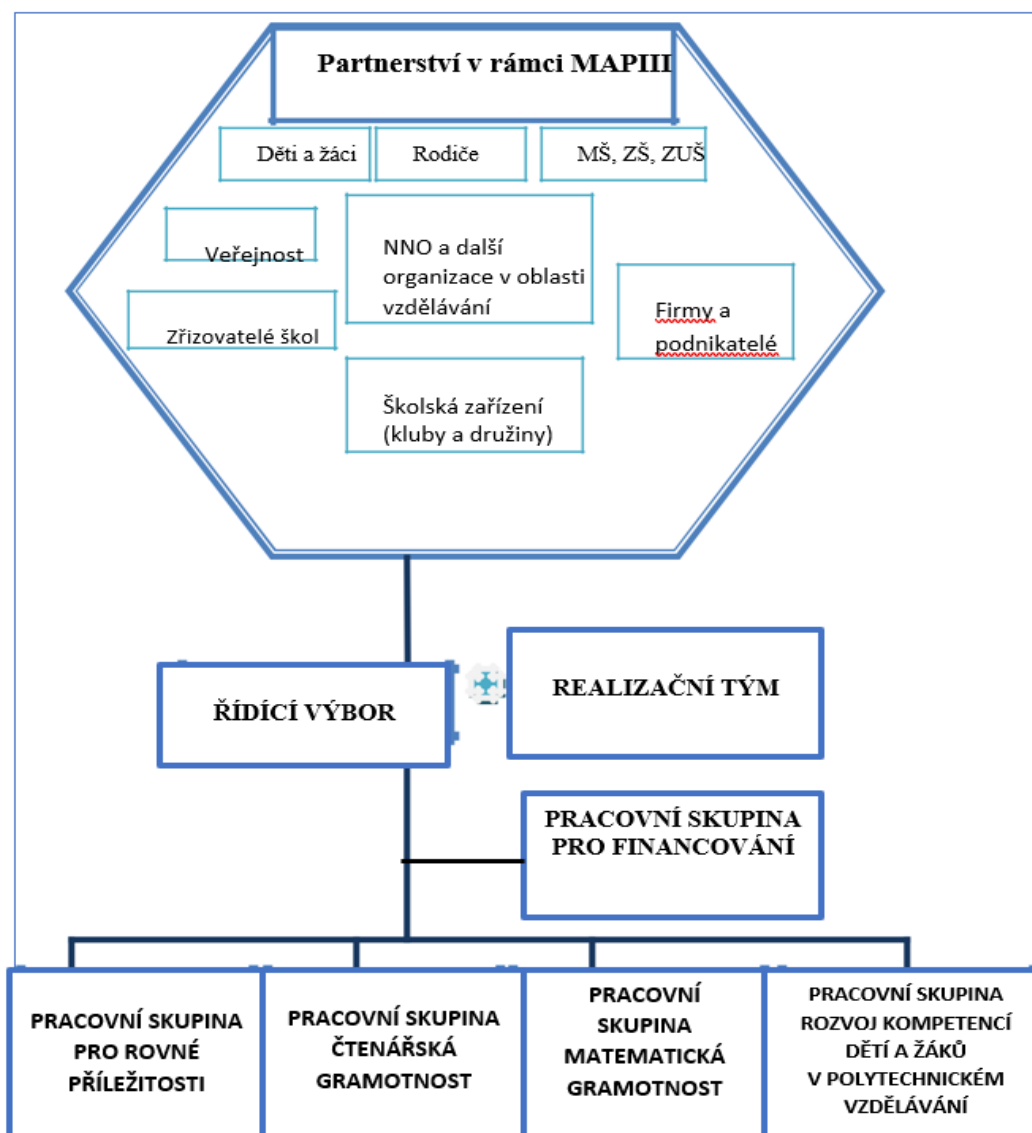 Partnerství v rámci MAPIII
Děti a žáci
Rodiče
MŠ, ZŠ, ZUŠ
Veřejnost
NNO a další
organizace v oblasti
vzdělávání
Firmy a
podnikatelé
Zřizovatelé škol
Školská zařízení
(kluby a družiny)
ŘÍDÍCÍ VÝBOR
REALIZAČNÍ TÝM
PRACOVNÍ SKUPINA
PRO FINANCOVÁNÍ
PRACOVNÍ SKUPINA
PRO ROVNÉ
PŘÍLEŽITOSTI
PRACOVNÍ SKUPINA
ČTENÁŘSKÁ
GRAMOTNOST
PRACOVNÍ
SKUPINA
MATEMATICKÁ
GRAMOTNOST
PRACOVNÍ SKUPINA
ROZVOJ KOMPETENCÍ
DĚTÍ A ŽÁKŮ
V POLYTECHNICKÉM
VZDĚLÁVÁNÍ